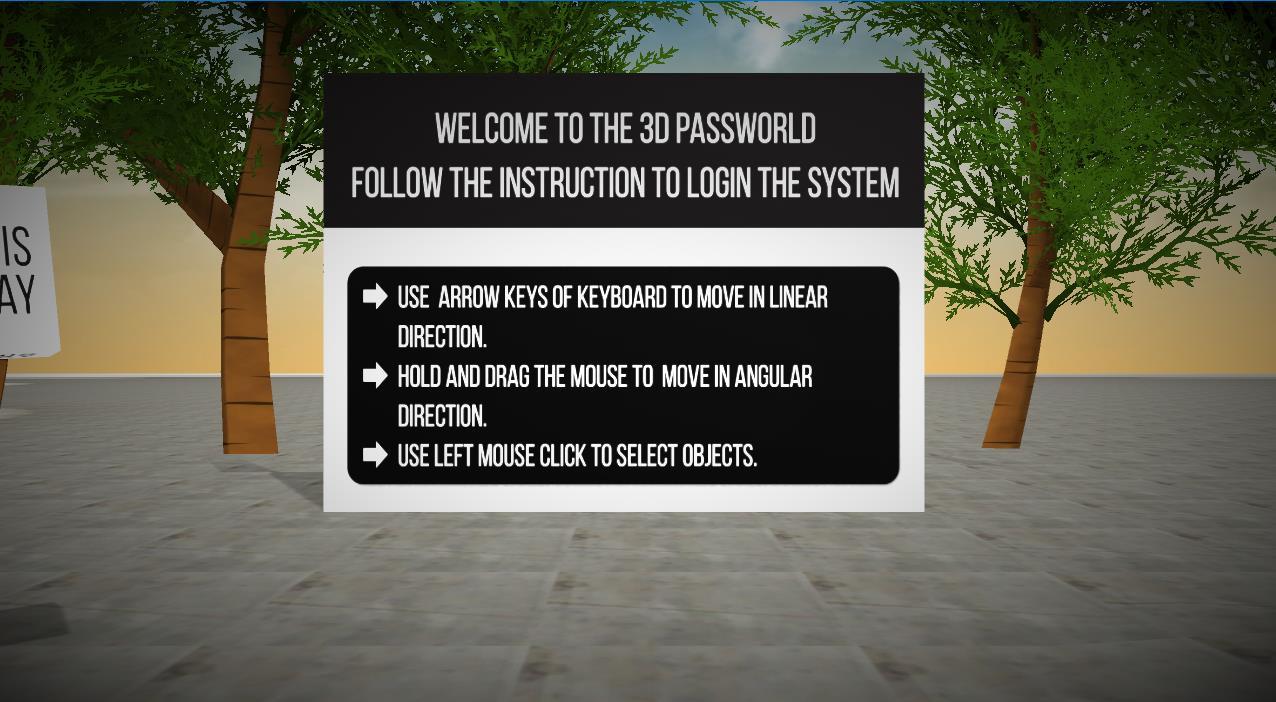 WELCOME TO THE 3D PASSWORLD
FOLLOW THE INSTRUCTION TO LOGIN THE SYSTEM
IS
AY
USE ARROW KEYS OF KEYBOARD TO MOVE IN LINEAR
DIRECTION.
HOLD AND DRAG THE MOUSE TO MOVE IN ANGULAR
DIRECTION.
USE LEFT MOUSE CLICK TO SELECT OBJECTS.